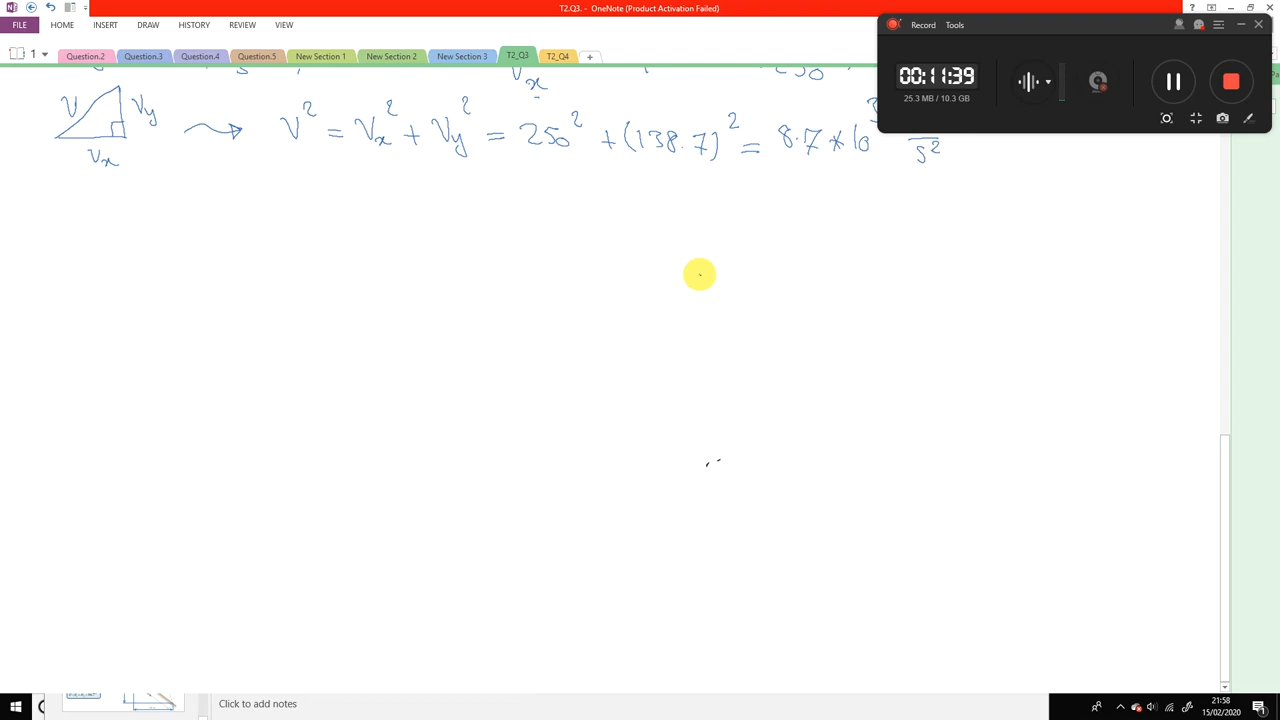 T2.Q3. - OneNote (Product Activation Failed)
FILE HOME INSERT DRAW HISTORY REVIEW VIEW
Record Tools
1 Question.2 Question.3 Question.4 Question.5 New Section 1 New Section 2 New Section 3 T2_Q3 T2_Q4 +
00:11:39
25.3 MB / 10.3 GB
Vx
V Vy
Vx
V² = Vx² + Vy² = 250² + (138.7)² = 8.7 * 10³
s²
Click to add notes
21:58
15/02/2020